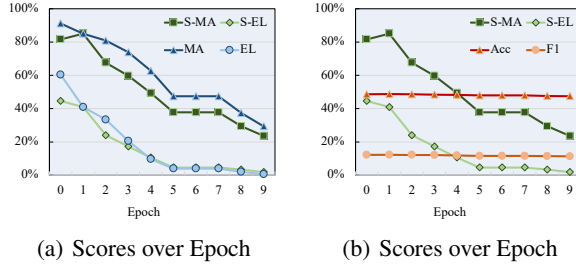 100%
80%
60%
40%
20%
0%
S-MA
S-EL
MA
EL
0 1 2 3 4 5 6 7 8 9
Epoch
(a) Scores over Epoch
100%
80%
60%
40%
20%
0%
S-MA
S-EL
Acc
F1
0 1 2 3 4 5 6 7 8 9
Epoch
(b) Scores over Epoch